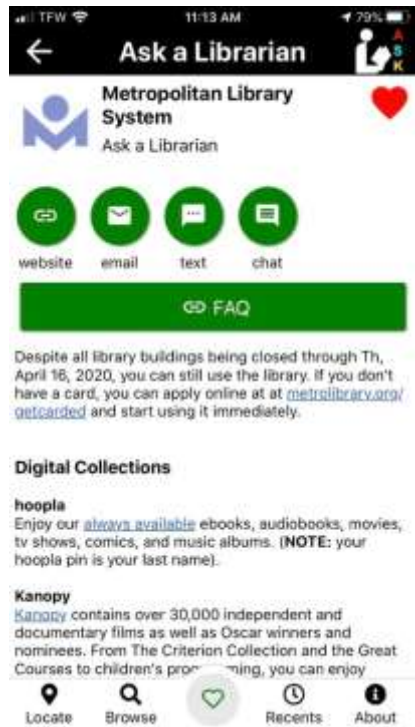 TFW 11:13 AM 79%
Ask a Librarian
A
S
K
Metropolitan Library
System
Ask a Librarian
website email text chat
FAQ
Despite all library buildings being closed through Th,
April 16, 2020, you can still use the library. If you don't
have a card, you can apply online at at metrolibrary.org/
getcarded and start using it immediately.
Digital Collections
hoopla
Enjoy our always available ebooks, audiobooks, movies,
tv shows, comics, and music albums. (NOTE: your
hoopla pin is your last name).
Kanopy
Kanopy contains over 30,000 independent and
documentary films as well as Oscar winners and
nominees. From The Criterion Collection and the Great
Courses to children's programming, you can enjoy
Locate Browse Recents About